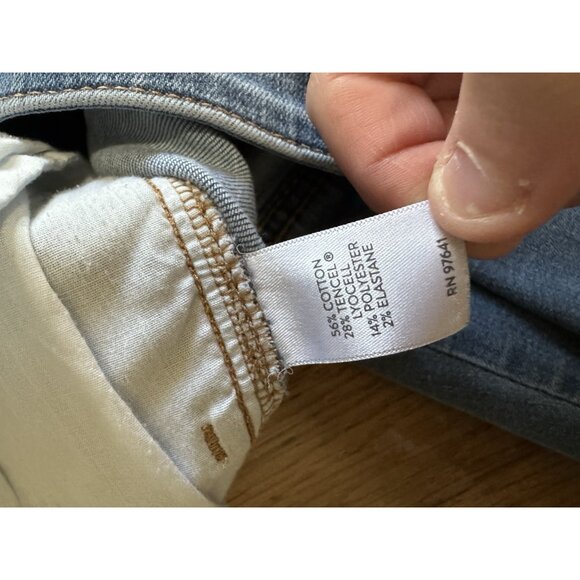 56% COTTON
28% TENCEL®
LYOCELL
14% POLYESTER
2% ELASTANE
RN 97641